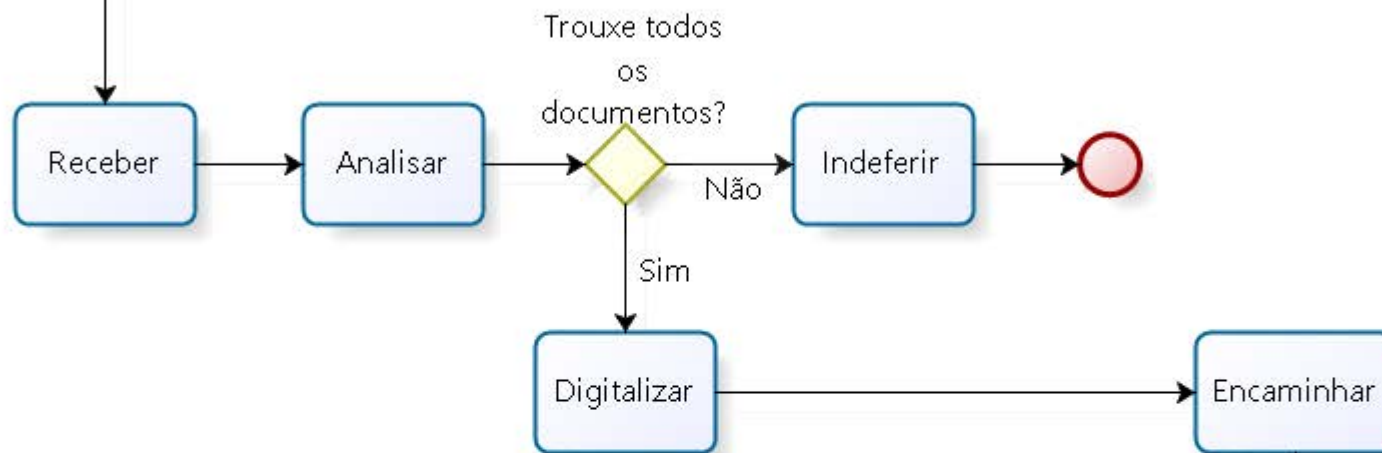 Trouxe todos
os
documentos?
Receber
Analisar
Indeferir
Não
Sim
Digitalizar
Encaminhar